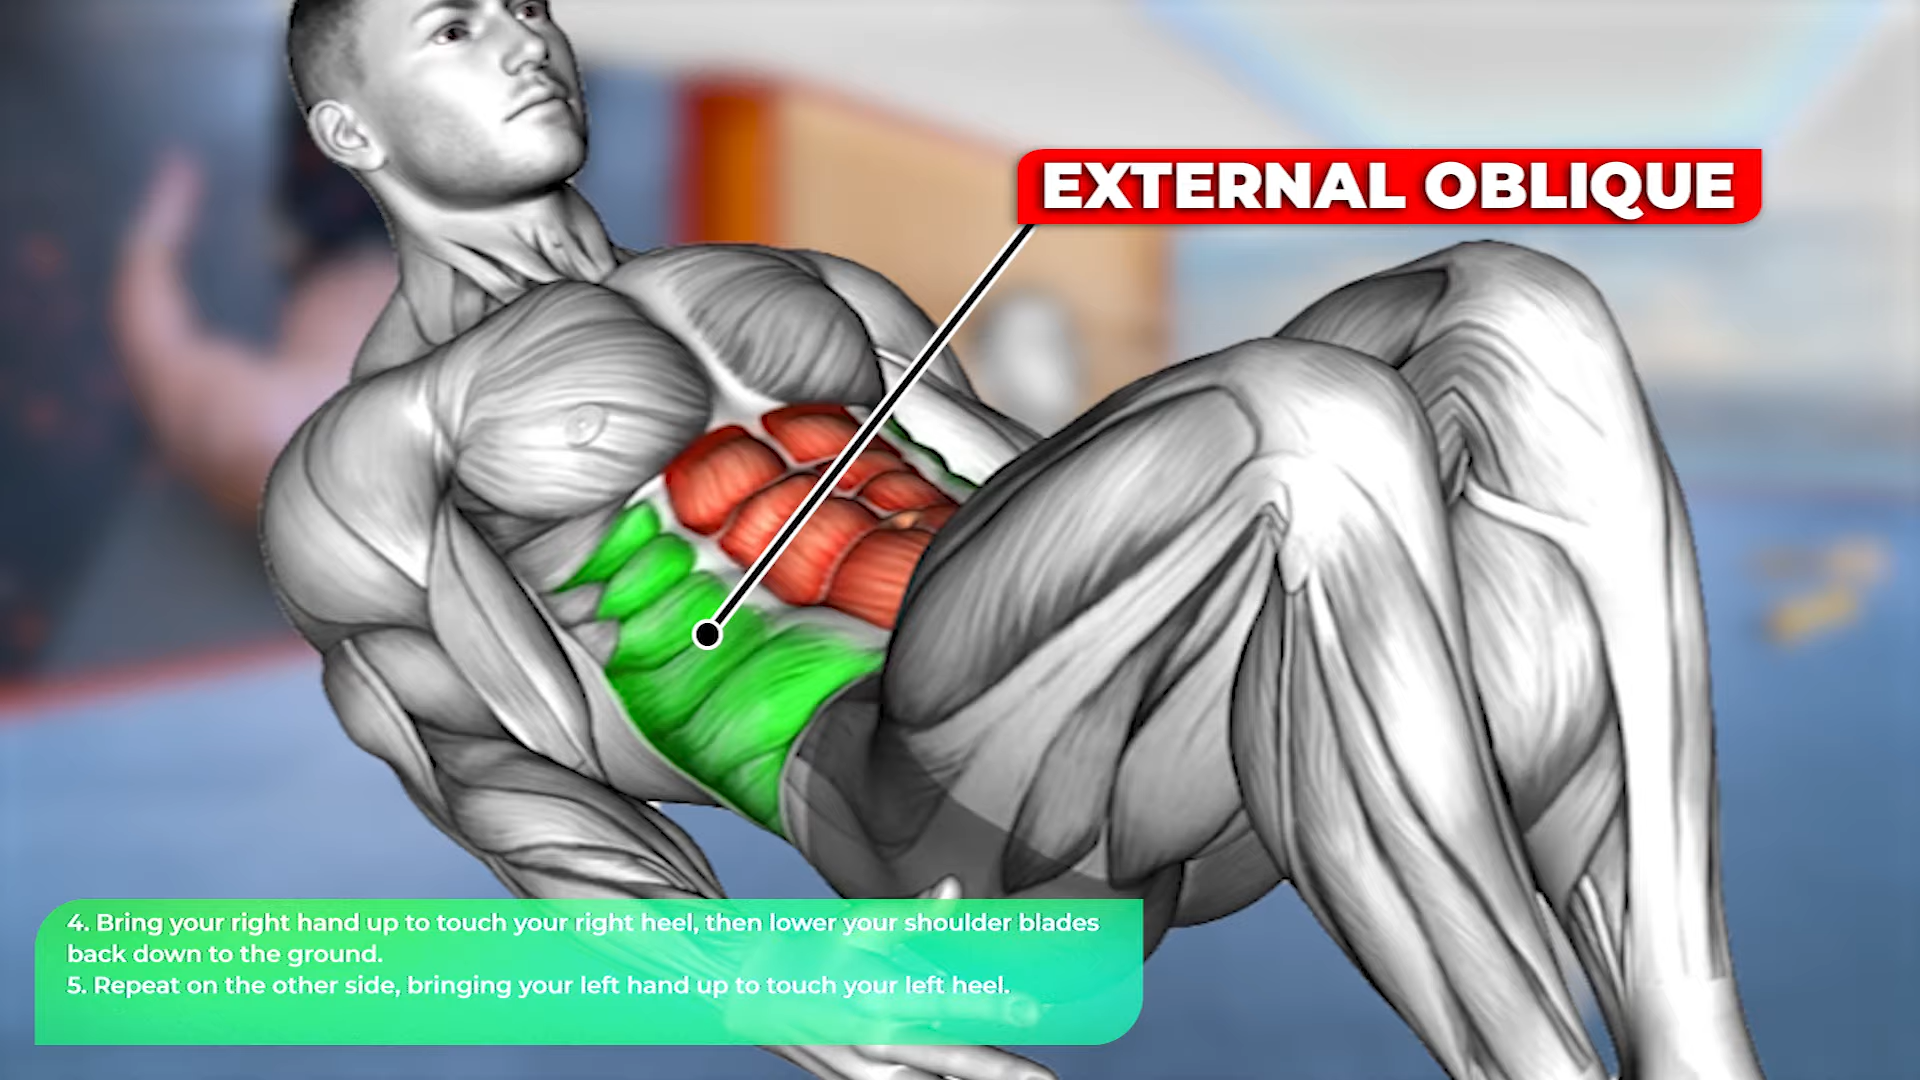 EXTERNAL OBLIQUE
4. Bring your right hand up to touch your right heel, then lower your shoulder blades
back down to the ground.
5. Repeat on the other side, bringing your left hand up to touch your left heel.